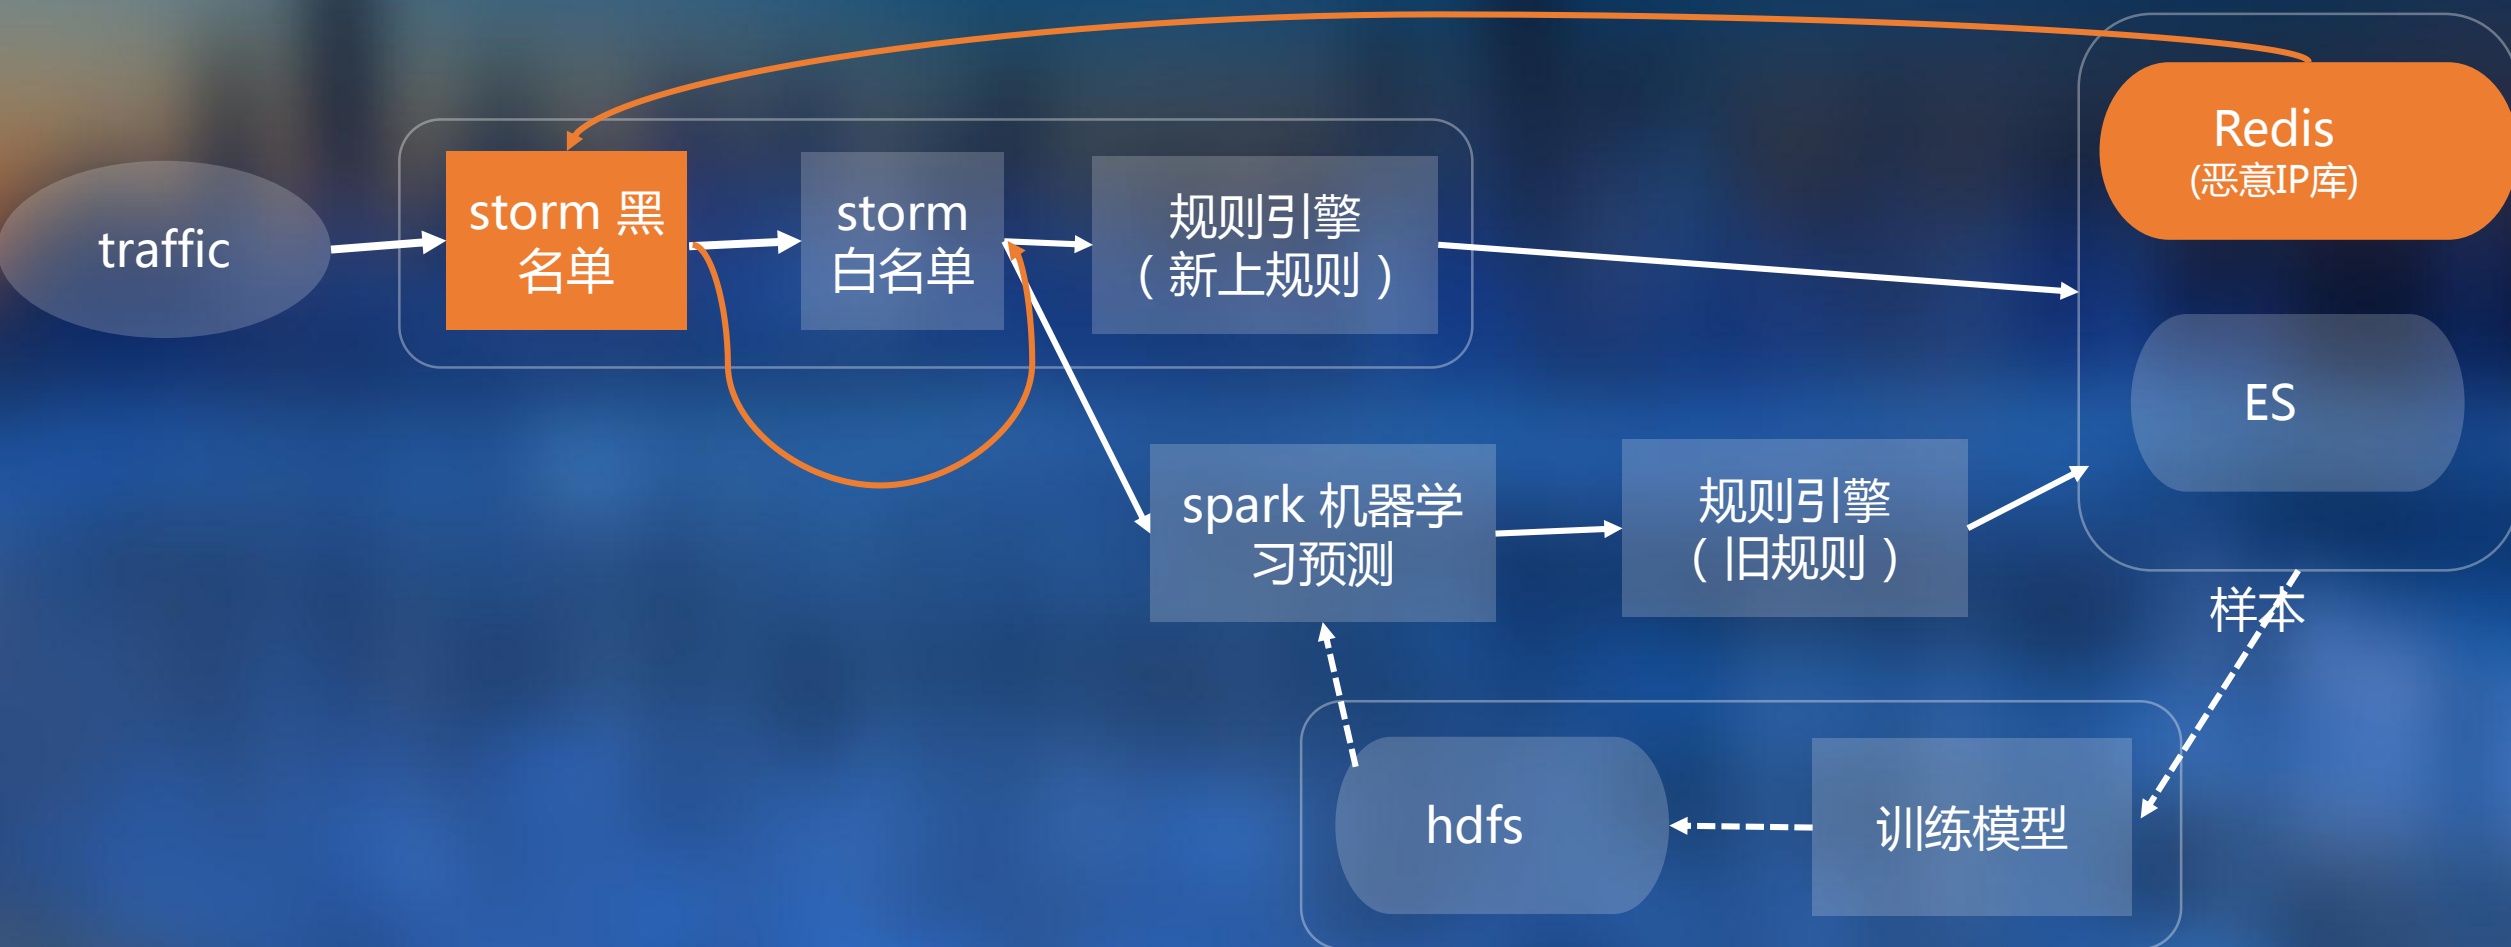 Redis
(恶意IP库)
traffic
storm 黑
名单
storm
白名单
规则引擎
（新上规则）
ES
spark 机器学
习预测
规则引擎
（旧规则）
样本
hdfs
训练模型